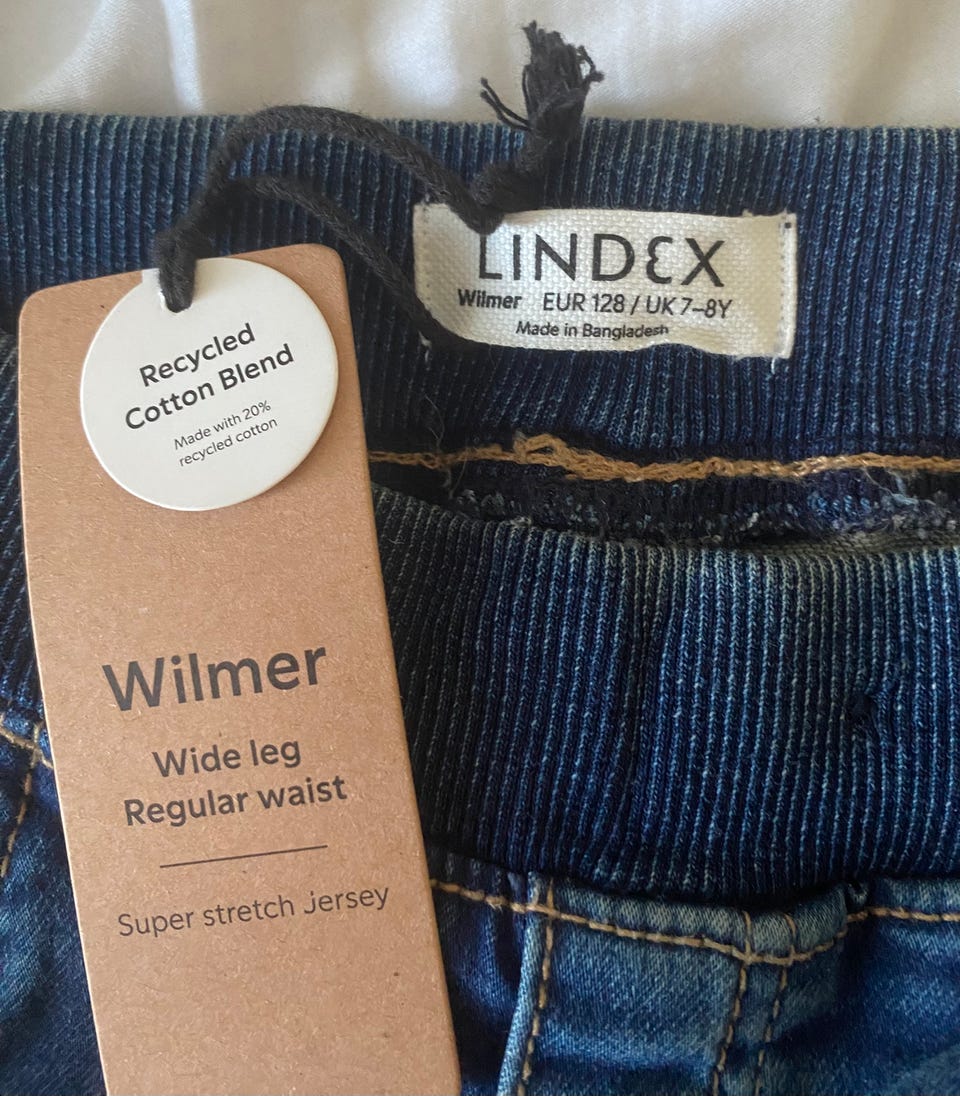 LINDEX
Wilmer EUR 128 / UK 7–8Y
Made in Bangladesh
Recycled
Cotton Blend
Made with 20%
recycled cotton
Wilmer
Wide leg
Regular waist
Super stretch jersey